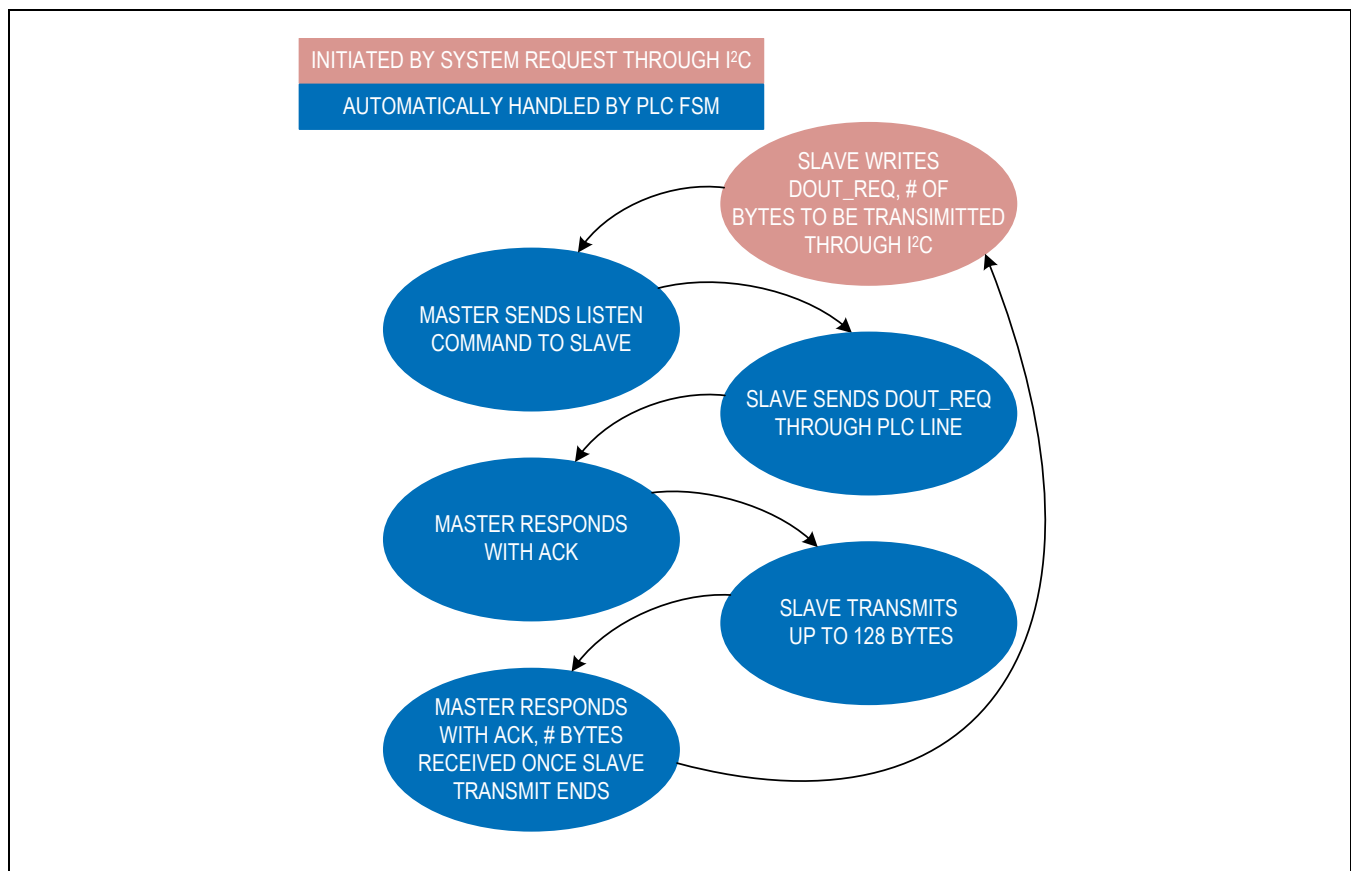 INITIATED BY SYSTEM REQUEST THROUGH I²C
AUTOMATICALLY HANDLED BY PLC FSM
SLAVE WRITES
DOUT_REQ, # OF
BYTES TO BE TRANSIMITTED
THROUGH I²C
MASTER SENDS LISTEN
COMMAND TO SLAVE
SLAVE SENDS DOUT_REQ
THROUGH PLC LINE
MASTER RESPONDS
WITH ACK
SLAVE TRANSMITS
UP TO 128 BYTES
MASTER RESPONDS
WITH ACK, # BYTES
RECEIVED ONCE SLAVE
TRANSMIT ENDS